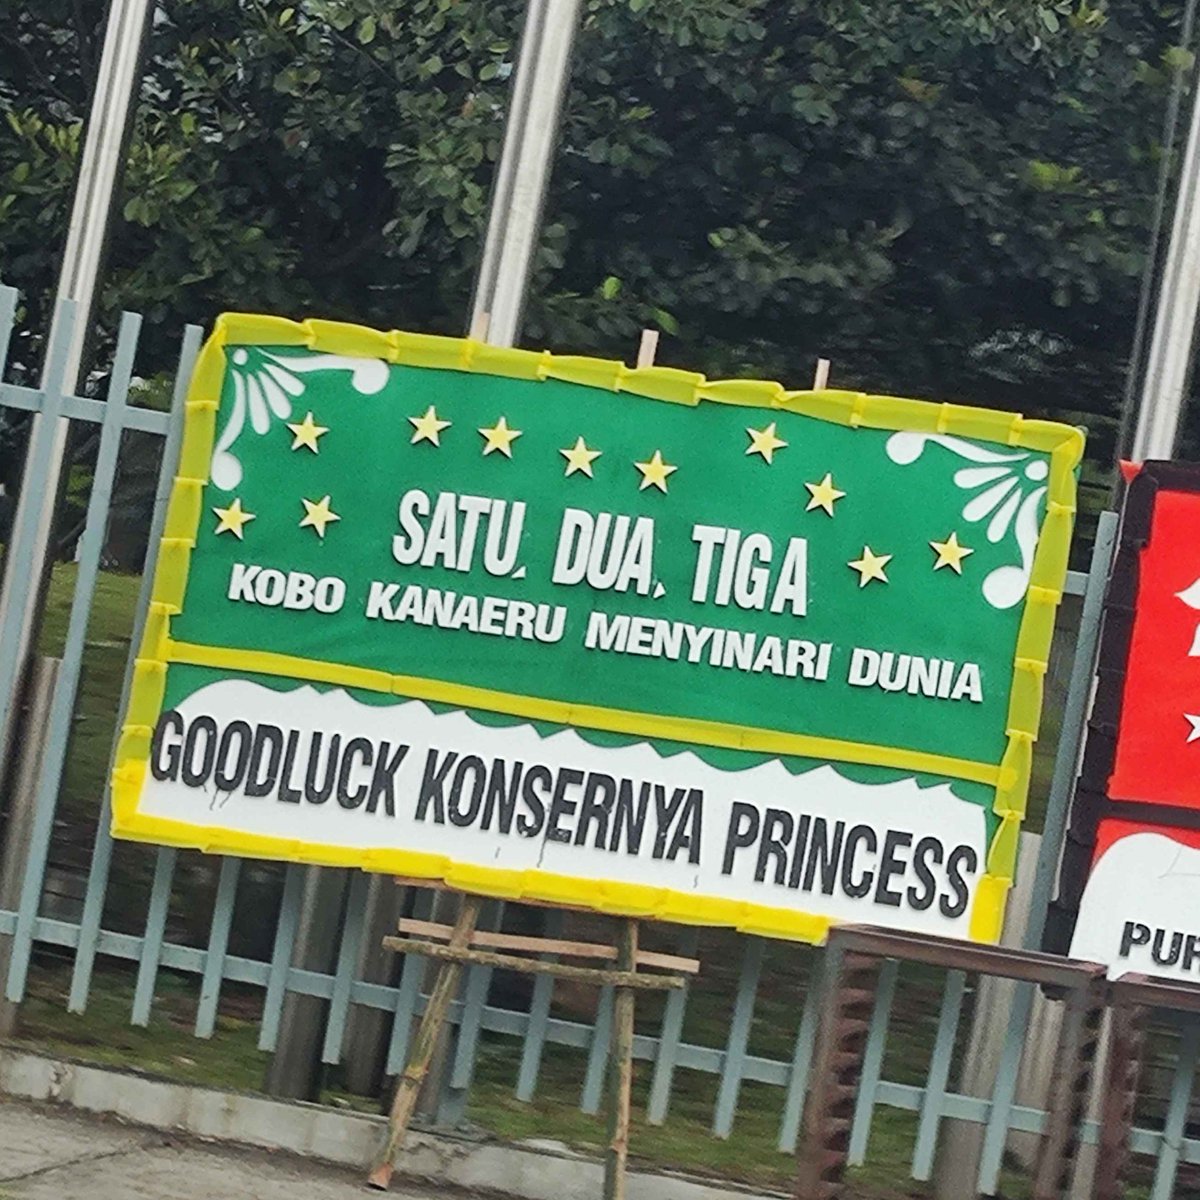 SATU, DUA, TIGA
KOBO KANAERU MENYINARI DUNIA
GOODLUCK KONSERNYA PRINCESS